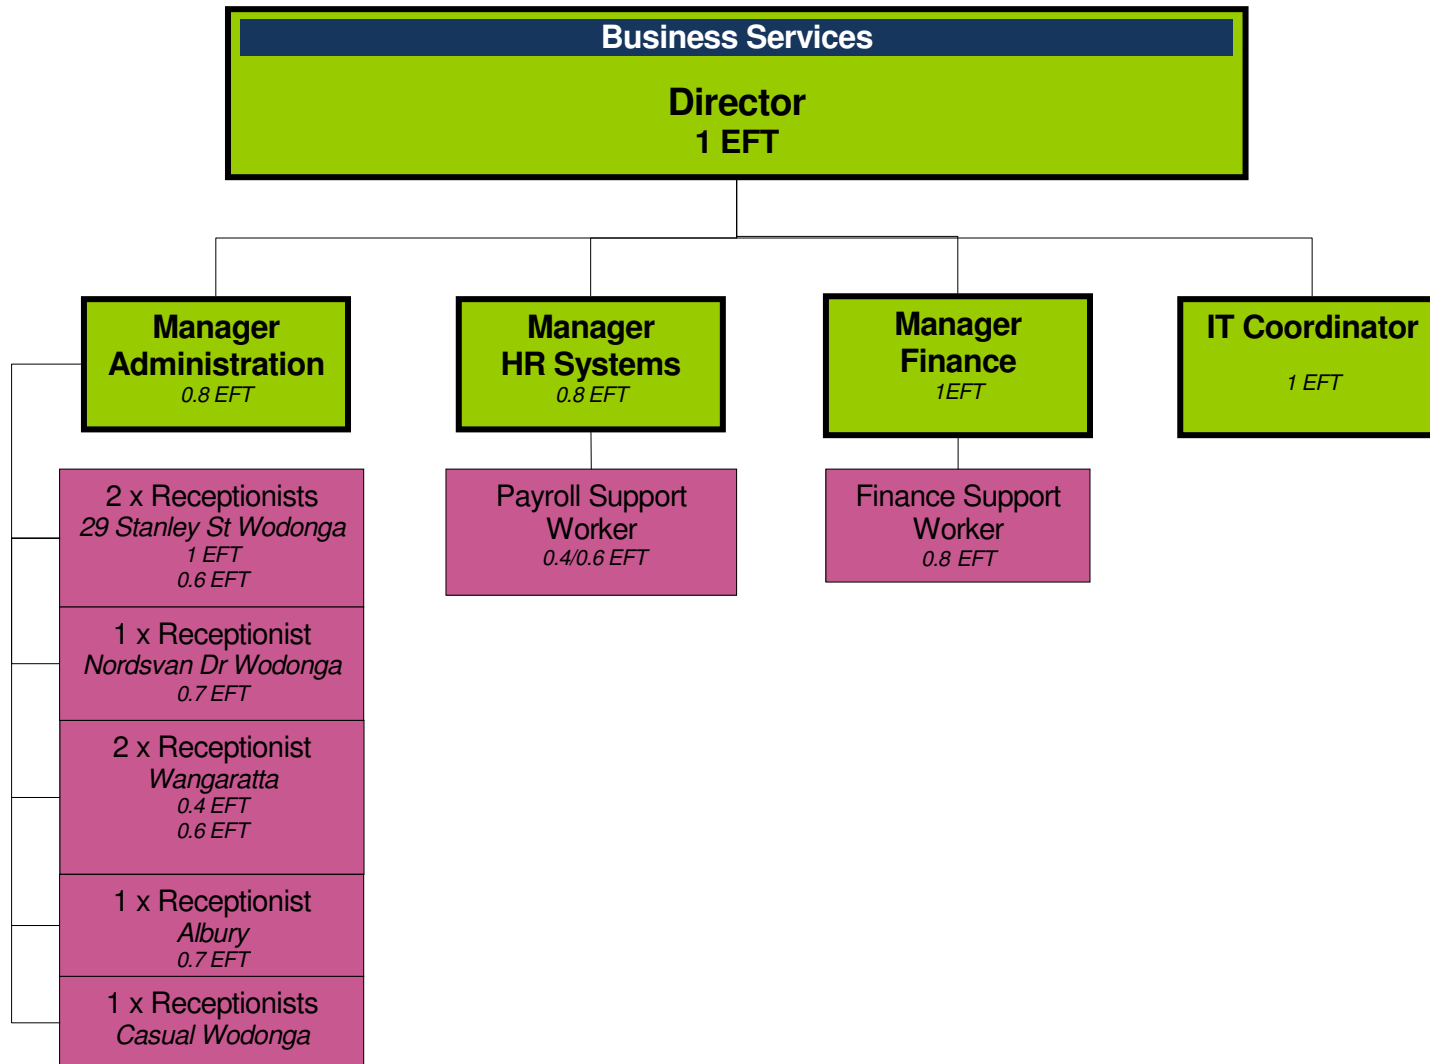 Business Services
Director
1 EFT
Manager
Administration
0.8 EFT
Manager
HR Systems
0.8 EFT
Manager
Finance
1EFT
IT Coordinator
1 EFT
2 x Receptionists
29 Stanley St Wodonga
1 EFT
0.6 EFT
Payroll Support
Worker
0.4/0.6 EFT
Finance Support
Worker
0.8 EFT
1 x Receptionist
Nordsvan Dr Wodonga
0.7 EFT
2 x Receptionist
Wangaratta
0.4 EFT
0.6 EFT
1 x Receptionist
Albury
0.7 EFT
1 x Receptionists
Casual Wodonga